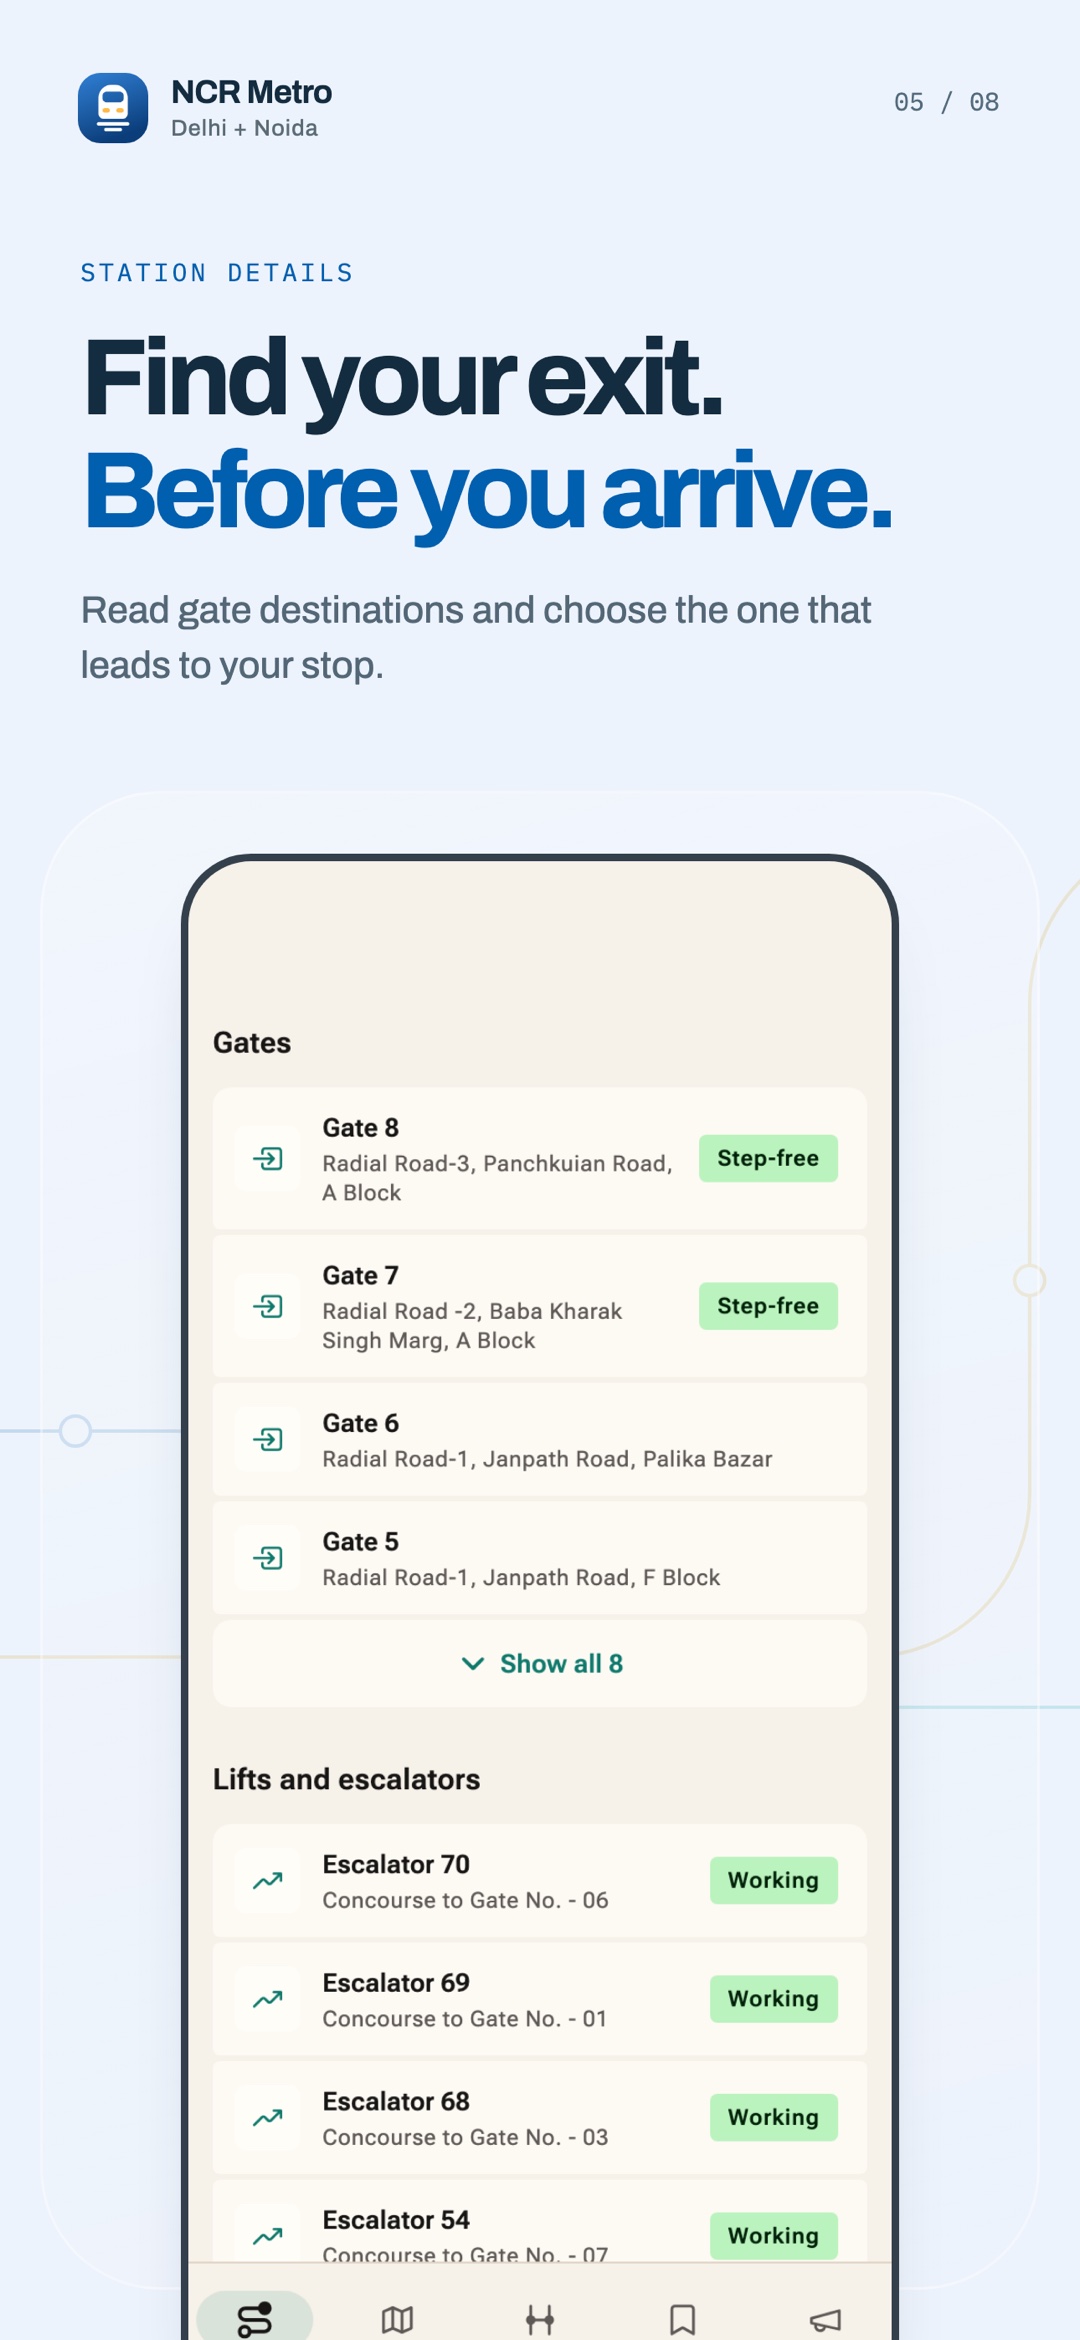 NCR Metro
Delhi + Noida
05 / 08
STATION DETAILS
Find your exit.
Before you arrive.
Read gate destinations and choose the one that
leads to your stop.
Gates
Gate 8
Radial Road-3, Panchkuian Road,
A Block
Step-free
Gate 7
Radial Road -2, Baba Kharak
Singh Marg, A Block
Step-free
Gate 6
Radial Road-1, Janpath Road, Palika Bazar
Gate 5
Radial Road-1, Janpath Road, F Block
Show all 8
Lifts and escalators
Escalator 70
Concourse to Gate No. - 06
Working
Escalator 69
Concourse to Gate No. - 01
Working
Escalator 68
Concourse to Gate No. - 03
Working
Escalator 54
Concourse to Gate No. - 07
Working